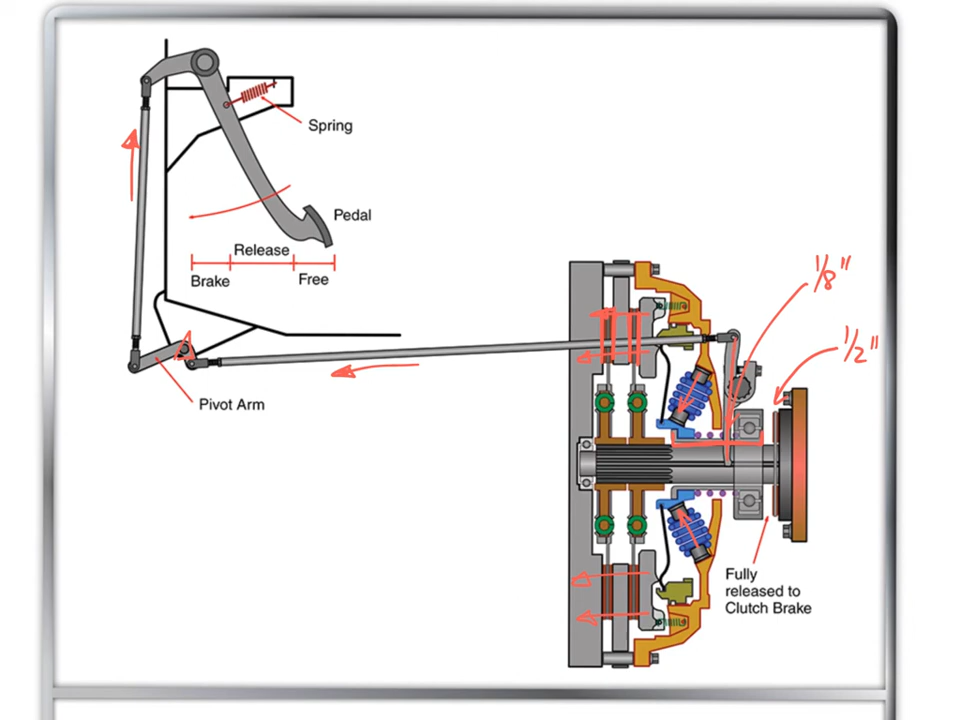 Spring
Pedal
Release
Brake
Free
Pivot Arm
1/8"
1/2"
Fully
released to
Clutch Brake